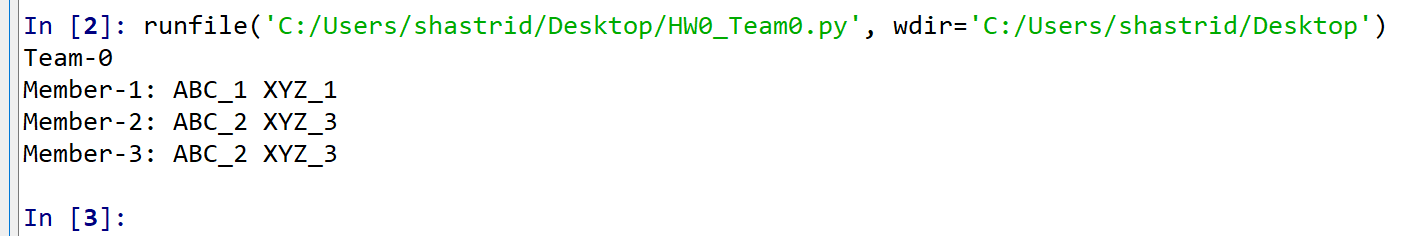 In [2]: runfile('C:/Users/shastrid/Desktop/HW0_Team0.py', wdir='C:/Users/shastrid/Desktop')
Team-0
Member-1: ABC_1 XYZ_1
Member-2: ABC_2 XYZ_3
Member-3: ABC_2 XYZ_3
In [3]: